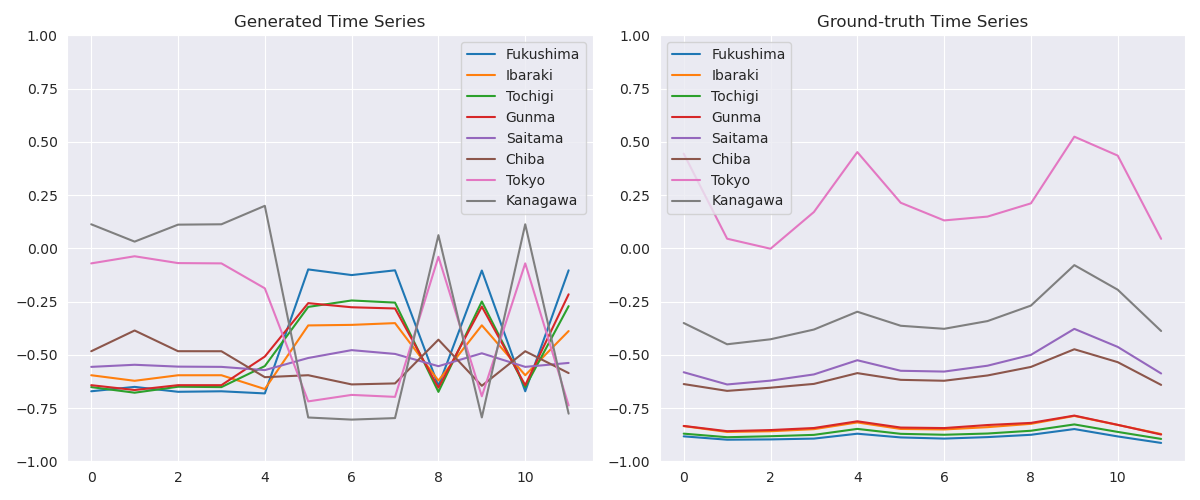 Generated Time Series
1.00
0.75
0.50
0.25
0.00
−0.25
−0.50
−0.75
−1.00
0
2
4
6
8
10
Fukushima
Ibaraki
Tochigi
Gunma
Saitama
Chiba
Tokyo
Kanagawa
Ground-truth Time Series
1.00
0.75
0.50
0.25
0.00
−0.25
−0.50
−0.75
−1.00
0
2
4
6
8
10
Fukushima
Ibaraki
Tochigi
Gunma
Saitama
Chiba
Tokyo
Kanagawa